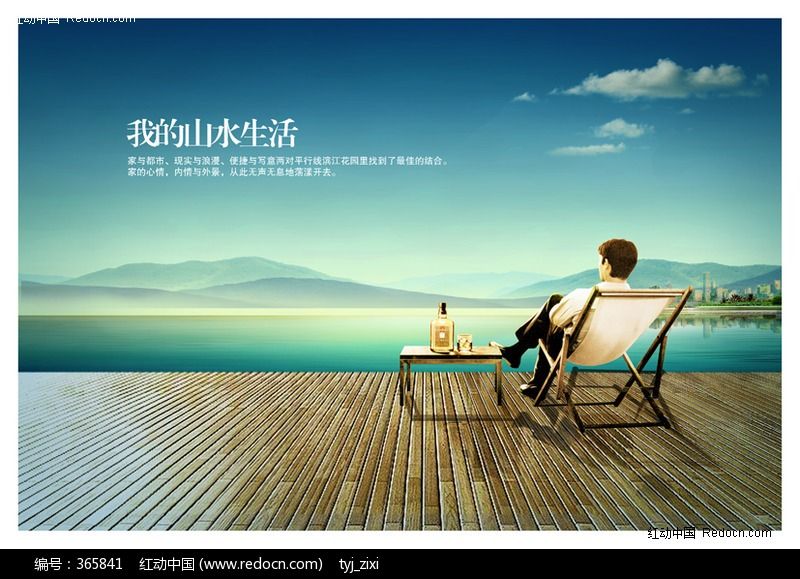 红动中国 Redocn.com
我的山水生活
家与都市、现实与浪漫、便捷与写意两对平行线滨江花园里找到了最佳的结合。
家的心情，内情与外景，从此无声无息地荡漾开去。
红动中国 Redocn.com
编号：365841 红动中国 (www.redocn.com) tyj_zixi